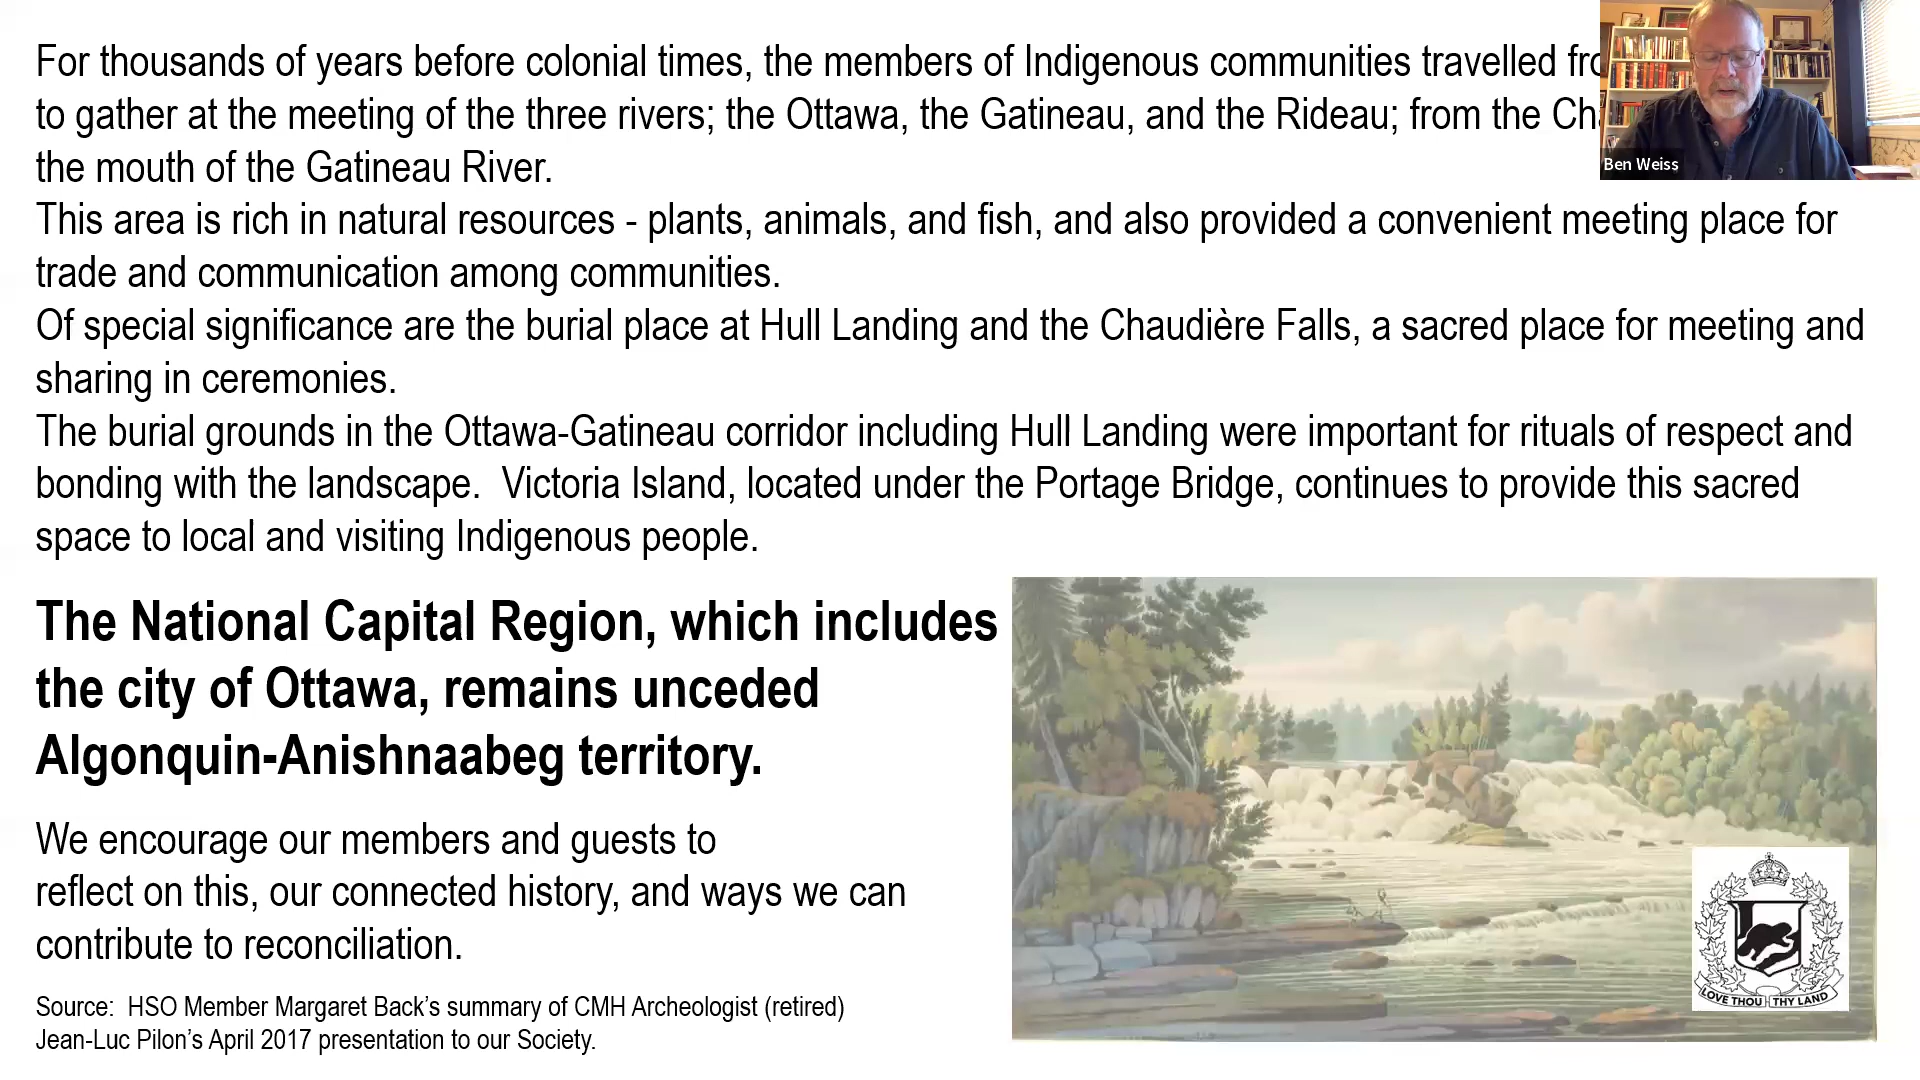 For thousands of years before colonial times, the members of Indigenous communities travelled
to gather at the meeting of the three rivers; the Ottawa, the Gatineau, and the Rideau; from the
the mouth of the Gatineau River.
This area is rich in natural resources - plants, animals, and fish, and also provided a convenient meeting place for
trade and communication among communities.
Of special significance are the burial place at Hull Landing and the Chaudière Falls, a sacred place for meeting and
sharing in ceremonies.
The burial grounds in the Ottawa-Gatineau corridor including Hull Landing were important for rituals of respect and
bonding with the landscape.  Victoria Island, located under the Portage Bridge, continues to provide this sacred
space to local and visiting Indigenous people.
The National Capital Region, which includes
the city of Ottawa, remains unceded
Algonquin-Anishnaabeg territory.
We encourage our members and guests to
reflect on this, our connected history, and ways we can
contribute to reconciliation.
Source:  HSO Member Margaret Back’s summary of CMH Archeologist (retired)
Jean-Luc Pilon’s April 2017 presentation to our Society.
Ben Weiss
LOVE THOU THY LAND